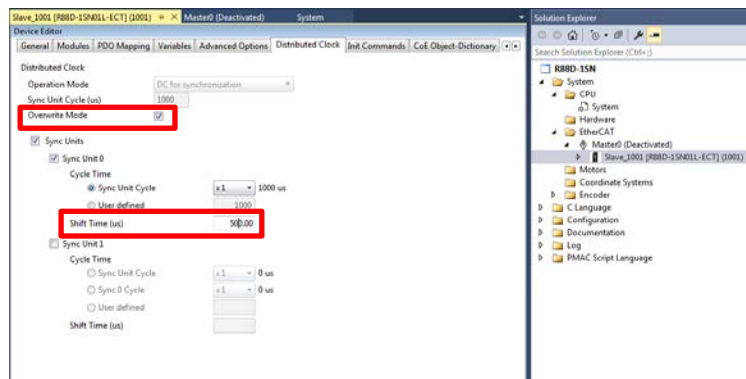 Slave_1001 [R88D-1SN01L-ECT] (1001) Master0 (Deactivated) System
Device Editor
General Modules PDO Mapping Variables Advanced Options Distributed Clock Init Commands CoE Object-Dictionary
Distributed Clock
Operation Mode DC for synchronization
Sync Unit Cycle (us) 1000
Overwrite Mode
Sync Units
Sync Unit 0
Cycle Time
Sync Unit Cycle x1 1000 us
User defined 1000
Shift Time (us) 500.00
Sync Unit 1
Cycle Time
Sync Unit Cycle x1 0 us
Sync 0 Cycle x1 0 us
User defined
Shift Time (us)
Solution Explorer
Search Solution Explorer (Ctrl+;)
R88D-1SN
System
CPU
System
Hardware
EtherCAT
Master0 (Deactivated)
Slave_1001 [R88D-1SN01L-ECT] (1001)
Motors
Coordinate Systems
Encoder
C Language
Configuration
Documentation
Log
PMAC Script Language